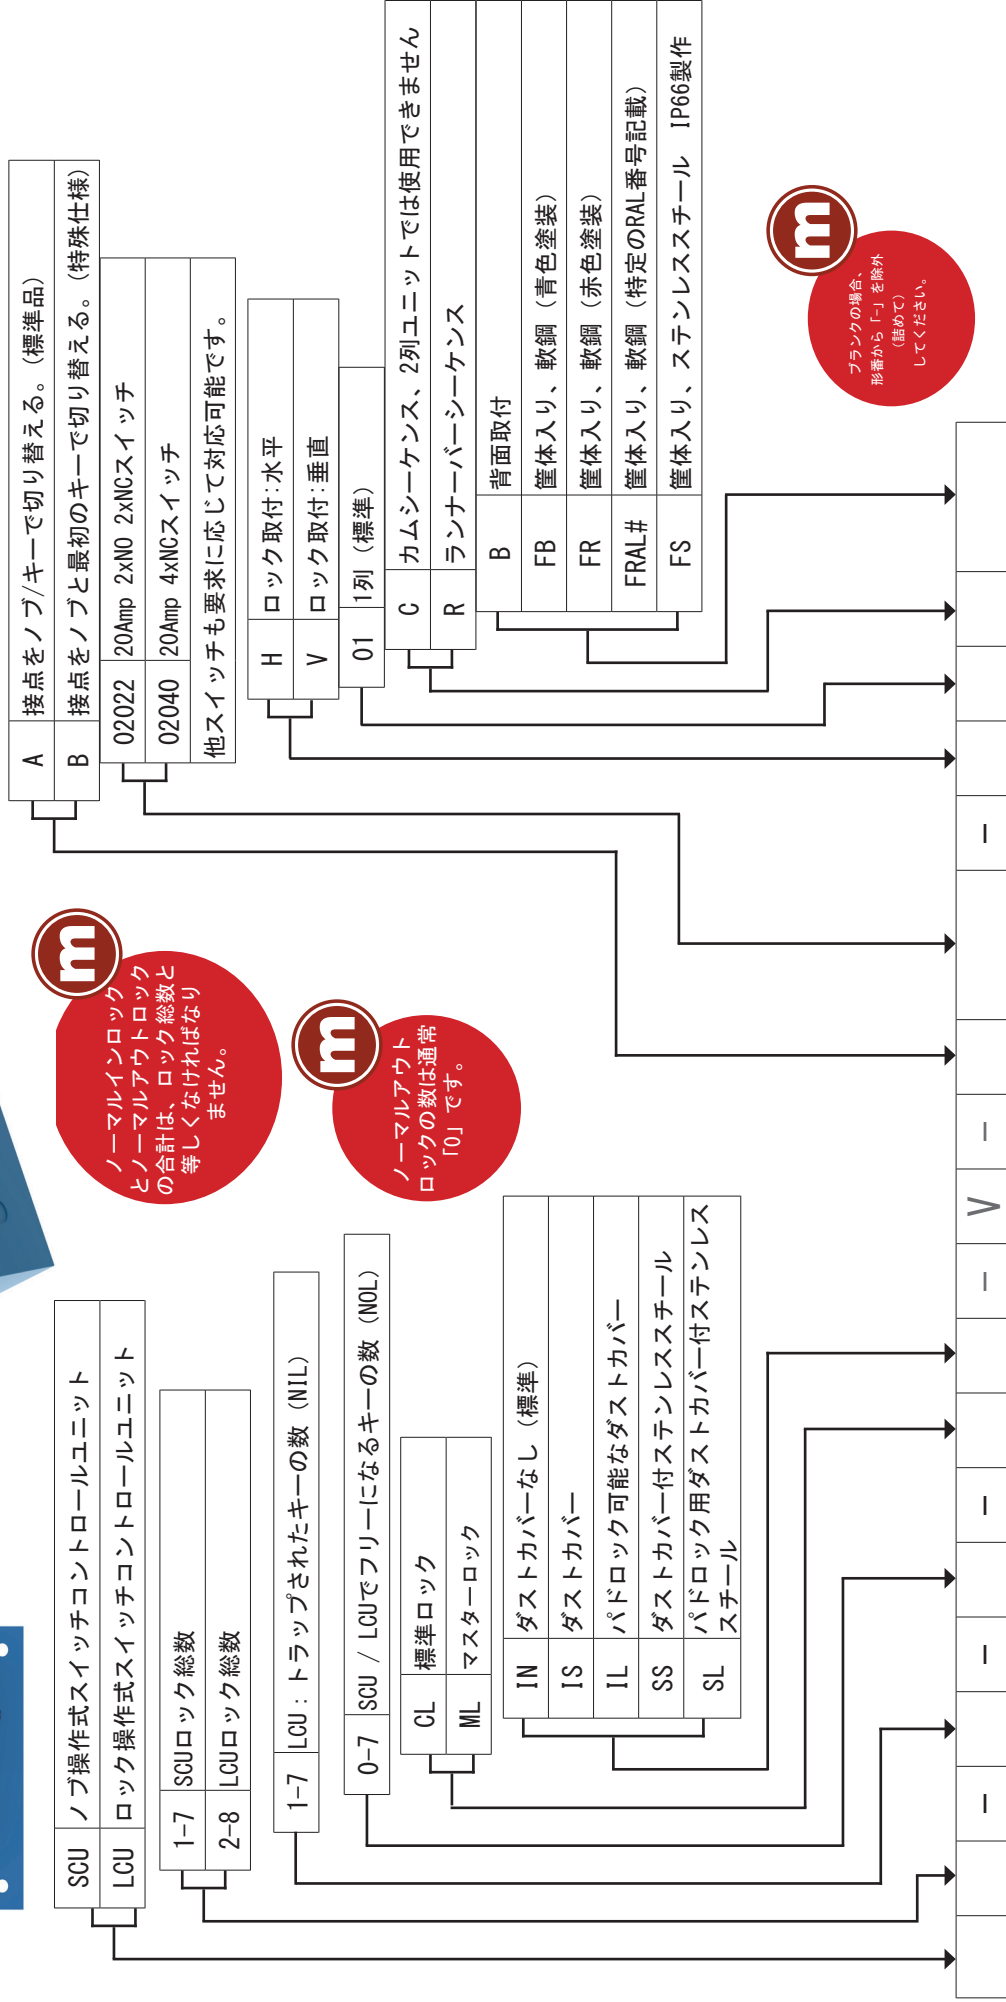 SCU ノブ操作式スイッチコントロールユニット
LCU ロック操作式スイッチコントロールユニット
1-7 SCUロック総数
2-8 LCUロック総数
1-7 LCU：トラップされたキーの数（NIL）
0-7 SCU / LCUでフリーになるキーの数（NOL）
CL 標準ロック
ML マスターロック
IN ダストカバーなし（標準）
IS ダストカバー
IL パドロック可能なダストカバー
SS ダストカバー付ステンレススチール
SL パドロック用ダストカバー付ステンレス
スチール
m
ノーマルインロック
とノーマルアウトロック
の合計は、ロック総数と
等しくなければなり
ません。
m
ノーマルアウト
ロックの数は通常
「0」です。
A 接点をノブ/キーで切り替える。（標準品）
B 接点をノブと最初のキーで切り替える。（特殊仕様）
02022 20Amp 2xNO 2xNCスイッチ
02040 20Amp 4xNCスイッチ
他スイッチも要求に応じて対応可能です。
H ロック取付:水平
V ロック取付:垂直
01 1列（標準）
C カムシーケンス、2列ユニットでは使用できません
R ランナーバーシーケンス
B 背面取付
FB 筐体入り、軟鋼（青色塗装）
FR 筐体入り、軟鋼（赤色塗装）
FRAL# 筐体入り、軟鋼（特定のRAL番号記載）
FS 筐体入り、ステンレススチール　IP66製作
m
ブランクの場合、
形番から「-」を除外
（詰めて）
してください。
- - - - V - -